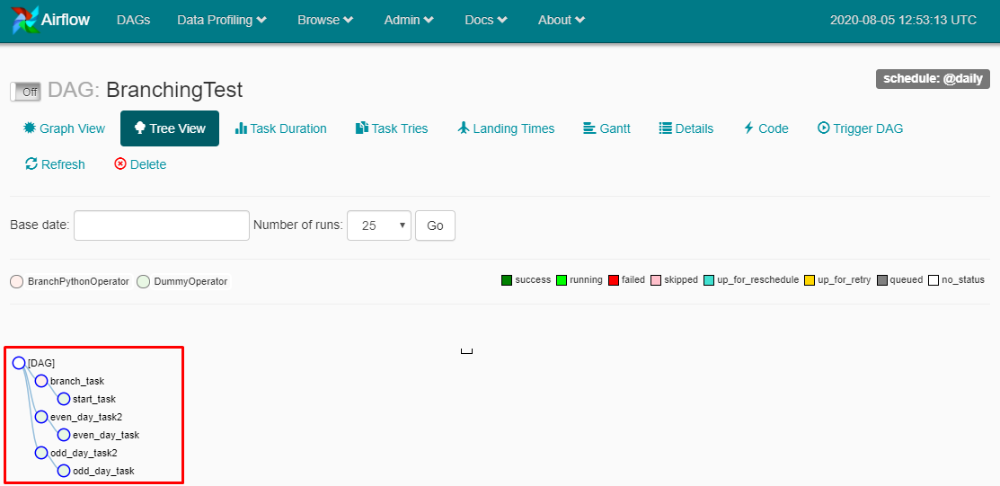 Airflow DAGs Data Profiling Browse Admin Docs About 2020-08-05 12:53:13 UTC
schedule: @daily
Off DAG: BranchingTest
Graph View Tree View Task Duration Task Tries Landing Times Gantt Details Code Trigger DAG
Refresh Delete
Base date: Number of runs: 25 Go
BranchPythonOperator DummyOperator success running failed skipped up_for_reschedule up_for_retry queued no_status
[DAG]
branch_task
start_task
even_day_task2
even_day_task
odd_day_task2
odd_day_task